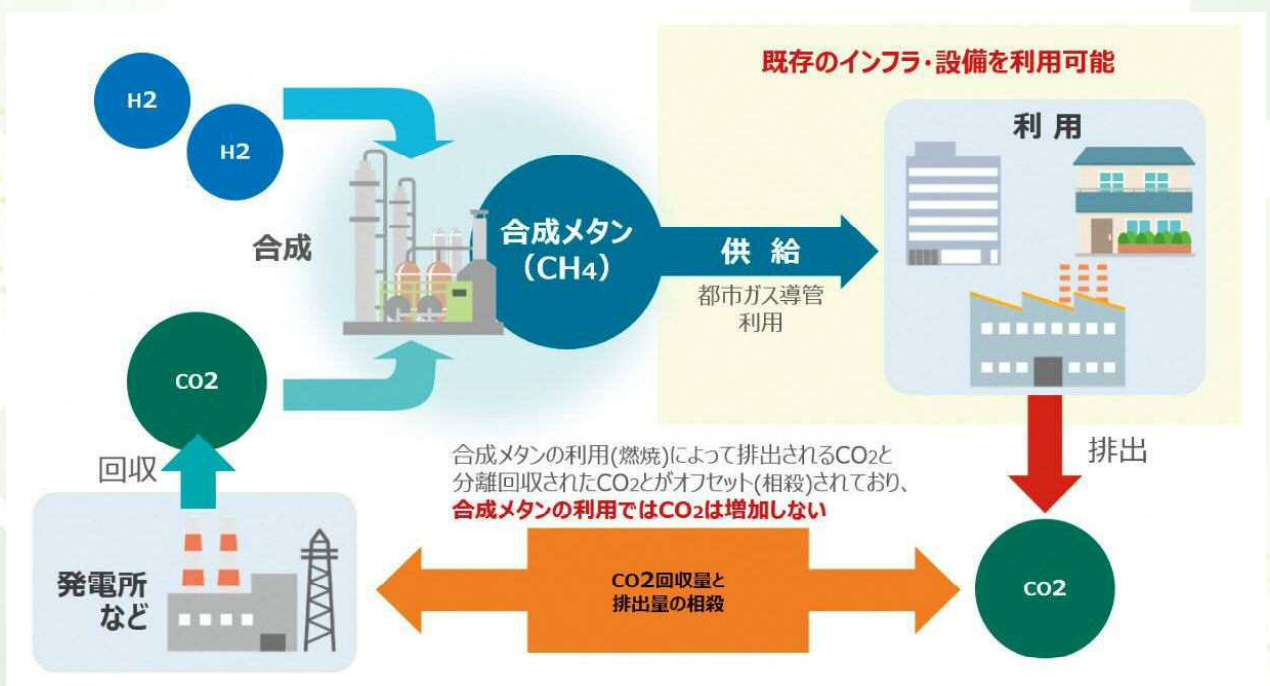 既存のインフラ・設備を利用可能
H2
H2
合成
合成メタン
（CH4）
供 給
都市ガス導管
利用
利 用
CO2
回収
発電所
など
合成メタンの利用(燃焼)によって排出されるCO2と
分離回収されたCO2とがオフセット(相殺)されており、
合成メタンの利用ではCO2は増加しない
排出
CO2回収量と
排出量の相殺
CO2